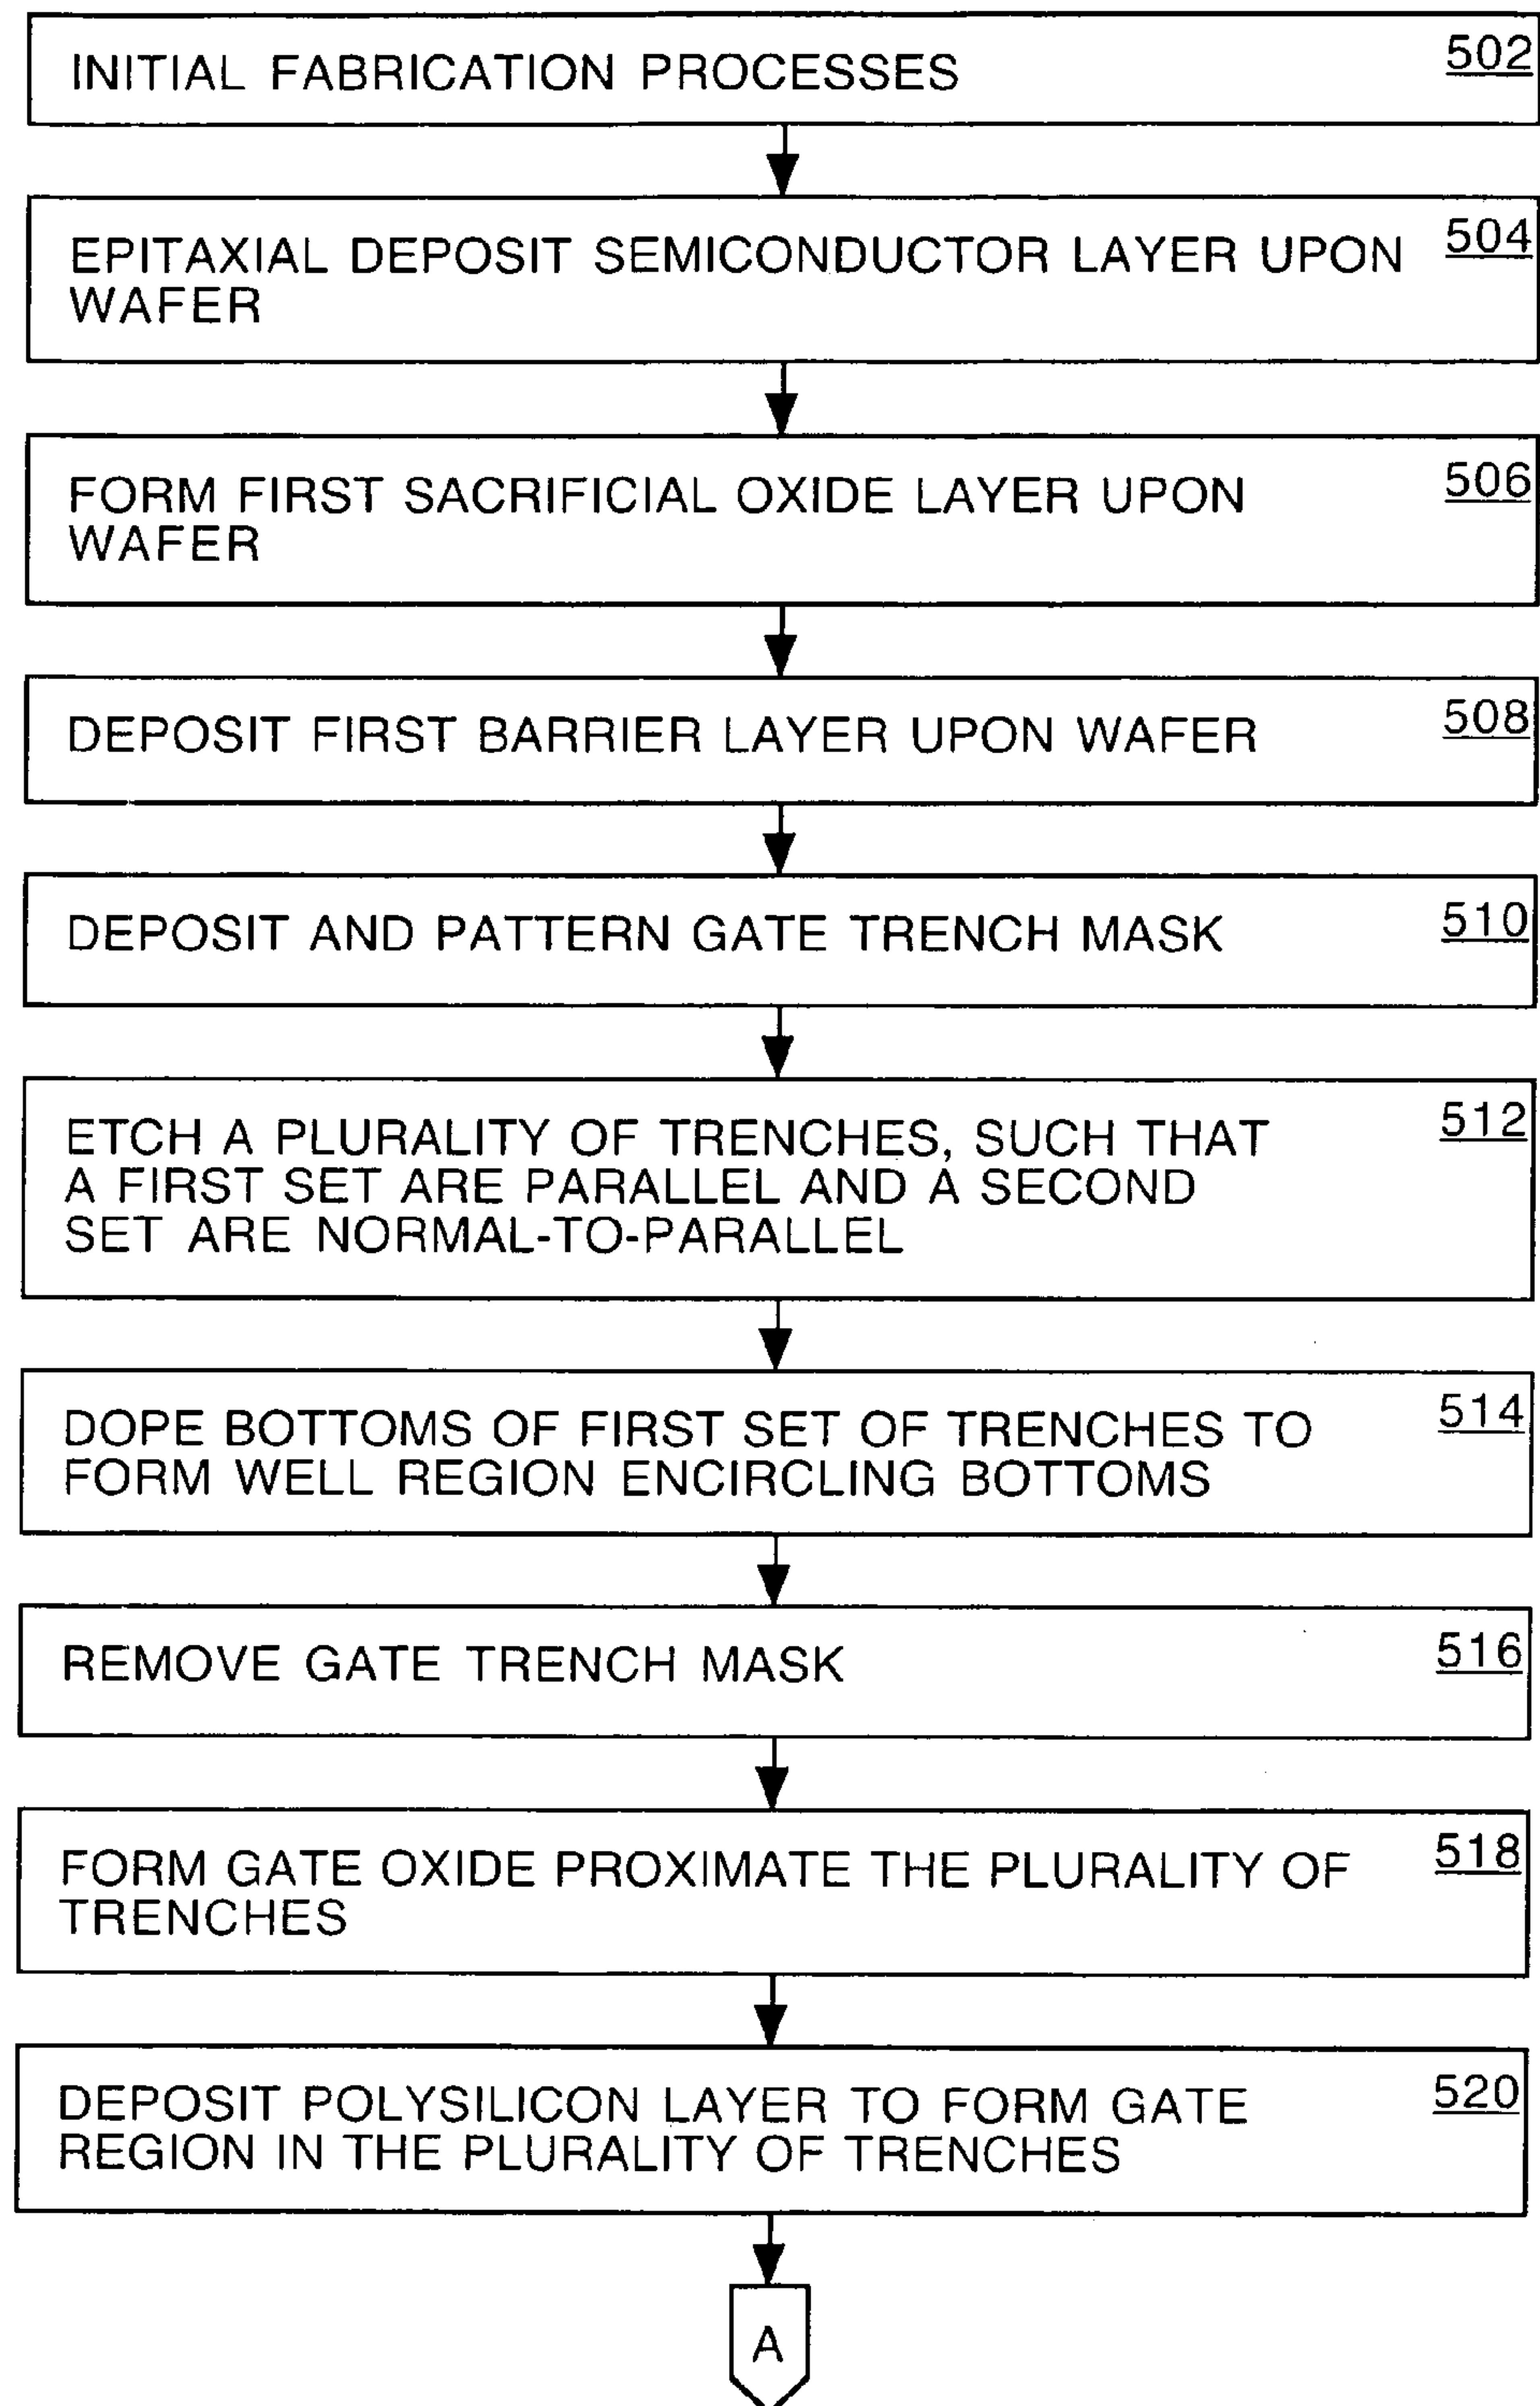 INITIAL FABRICATION PROCESSES 502
EPITAXIAL DEPOSIT SEMICONDUCTOR LAYER UPON 504
WAFER
FORM FIRST SACRIFICIAL OXIDE LAYER UPON 506
WAFER
DEPOSIT FIRST BARRIER LAYER UPON WAFER 508
DEPOSIT AND PATTERN GATE TRENCH MASK 510
ETCH A PLURALITY OF TRENCHES, SUCH THAT 512
A FIRST SET ARE PARALLEL AND A SECOND
SET ARE NORMAL-TO-PARALLEL
DOPE BOTTOMS OF FIRST SET OF TRENCHES TO 514
FORM WELL REGION ENCIRCLING BOTTOMS
REMOVE GATE TRENCH MASK 516
FORM GATE OXIDE PROXIMATE THE PLURALITY OF 518
TRENCHES
DEPOSIT POLYSILICON LAYER TO FORM GATE 520
REGION IN THE PLURALITY OF TRENCHES
A